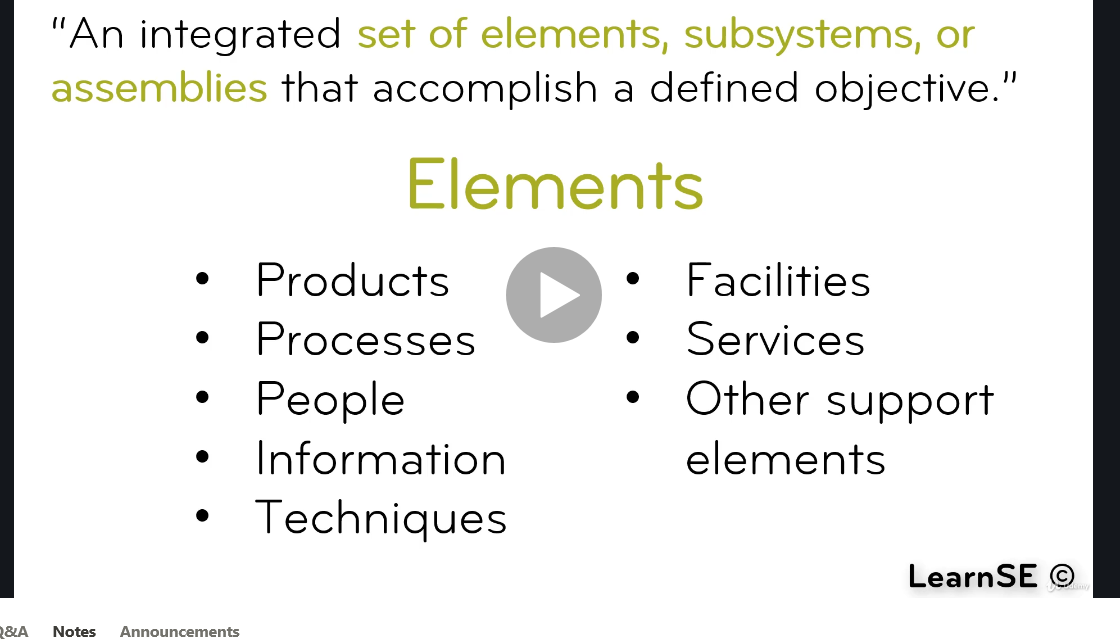 “An integrated set of elements, subsystems, or
assemblies that accomplish a defined objective.”
Elements
• Products
• Processes
• People
• Information
• Techniques
• Facilities
• Services
• Other support
elements
LearnSE ©
Udemy
Q&A
Notes
Announcements